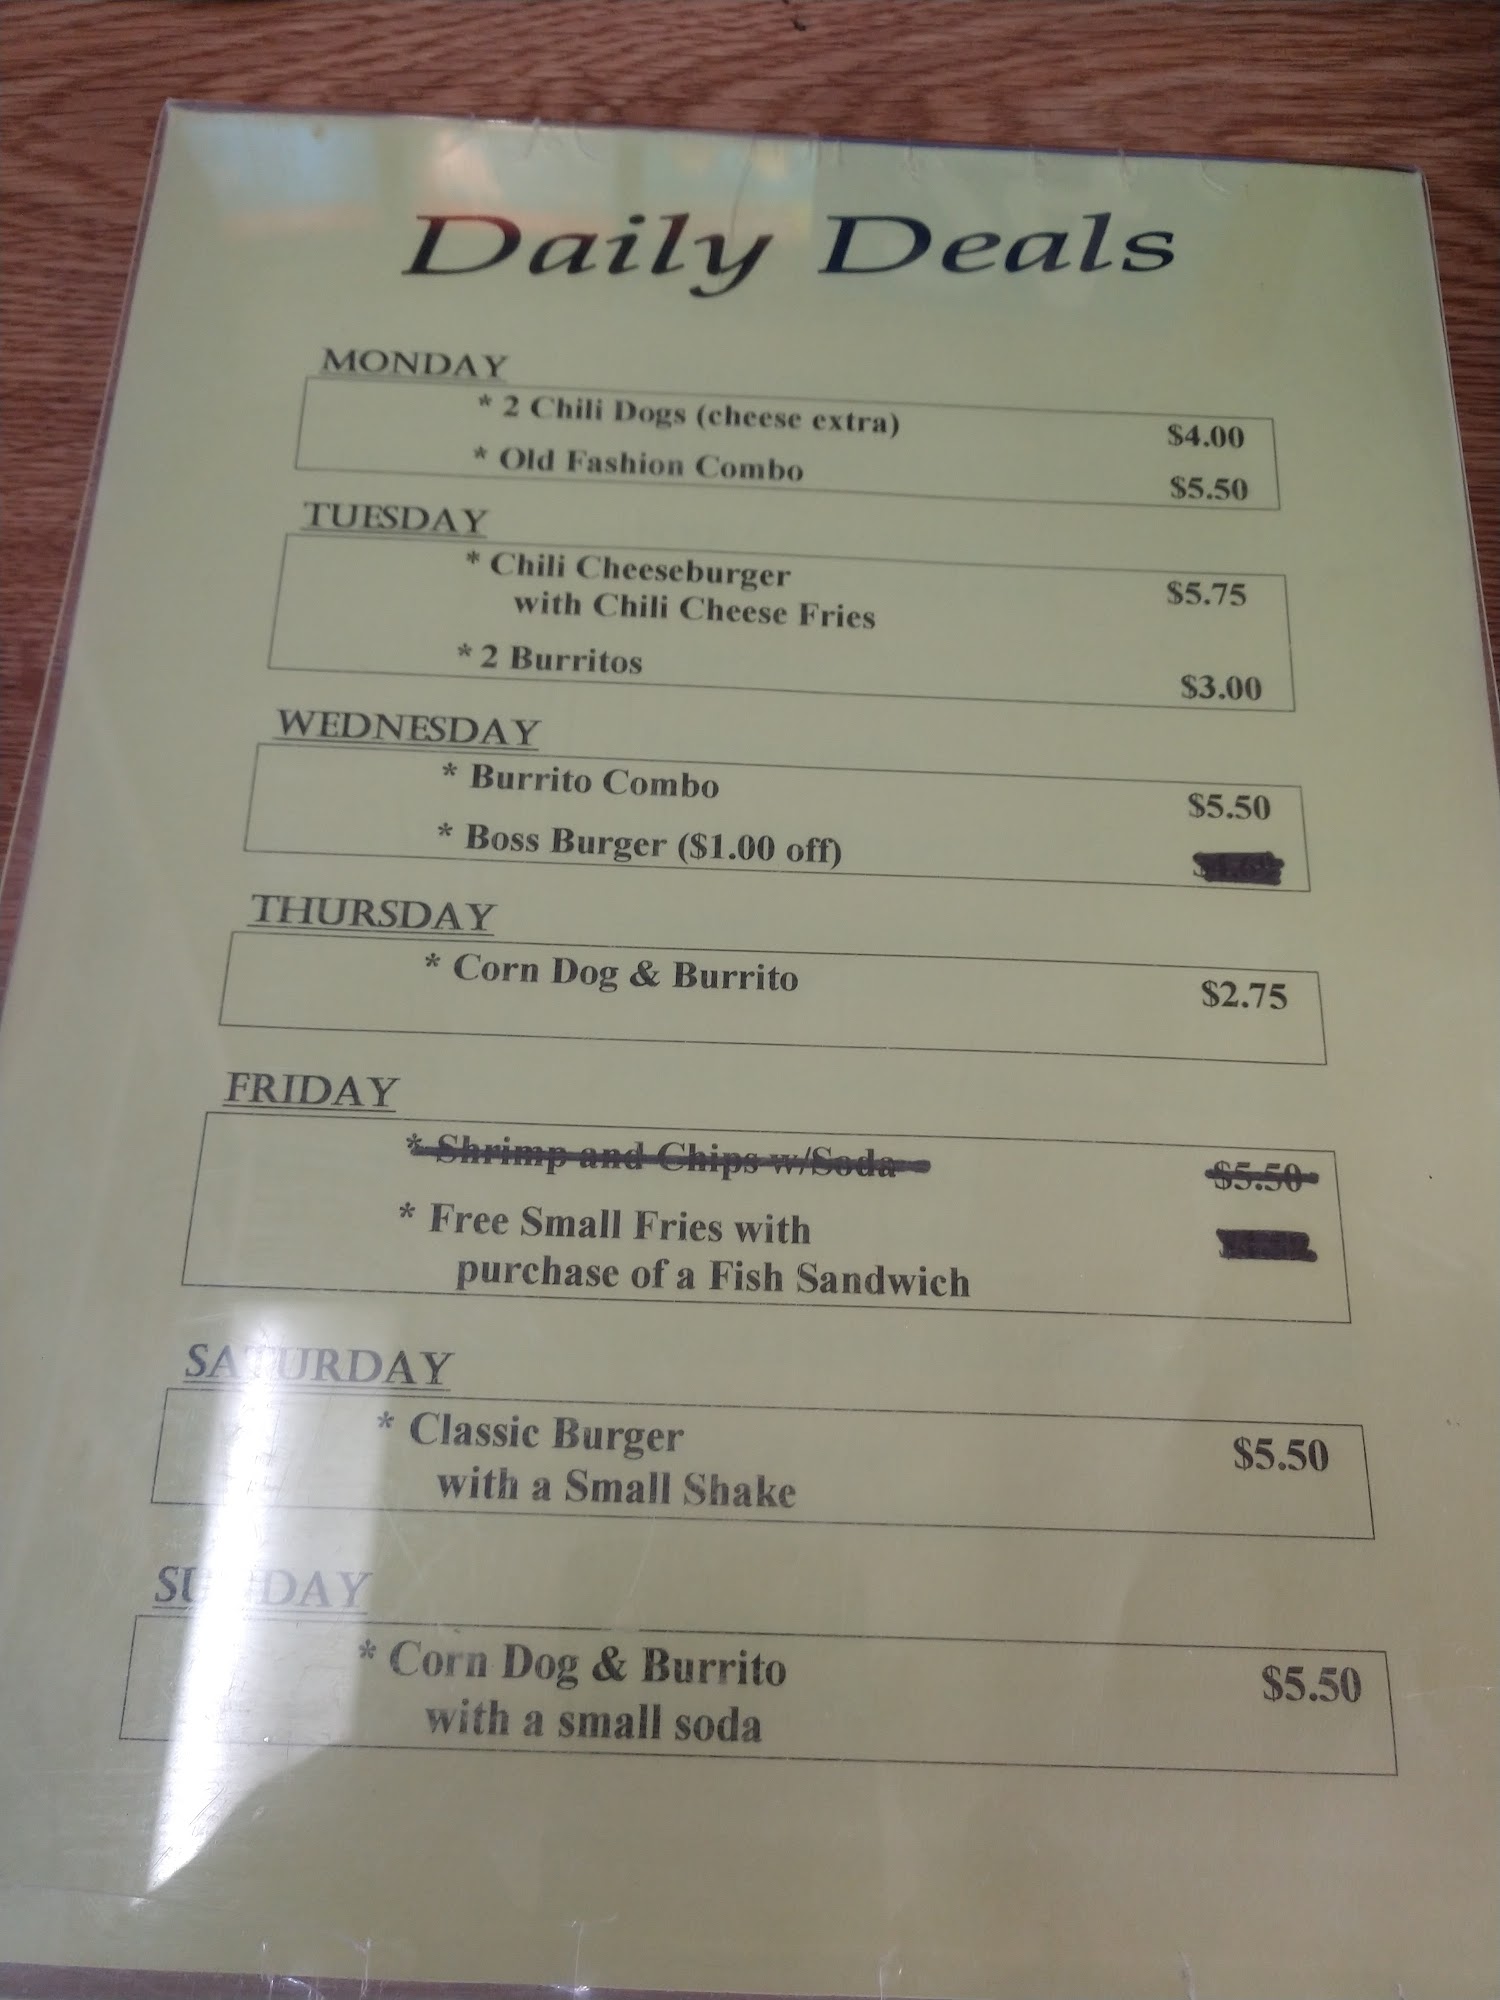 Daily Deals
MONDAY
* 2 Chili Dogs (cheese extra) $4.00
* Old Fashion Combo $5.50
TUESDAY
* Chili Cheeseburger $5.75
with Chili Cheese Fries
* 2 Burritos $3.00
WEDNESDAY
* Burrito Combo $5.50
* Boss Burger ($1.00 off)
THURSDAY
* Corn Dog & Burrito $2.75
FRIDAY
* Shrimp and Chips w/Soda $5.50
* Free Small Fries with
purchase of a Fish Sandwich
SATURDAY
* Classic Burger $5.50
with a Small Shake
SUNDAY
* Corn Dog & Burrito $5.50
with a small soda